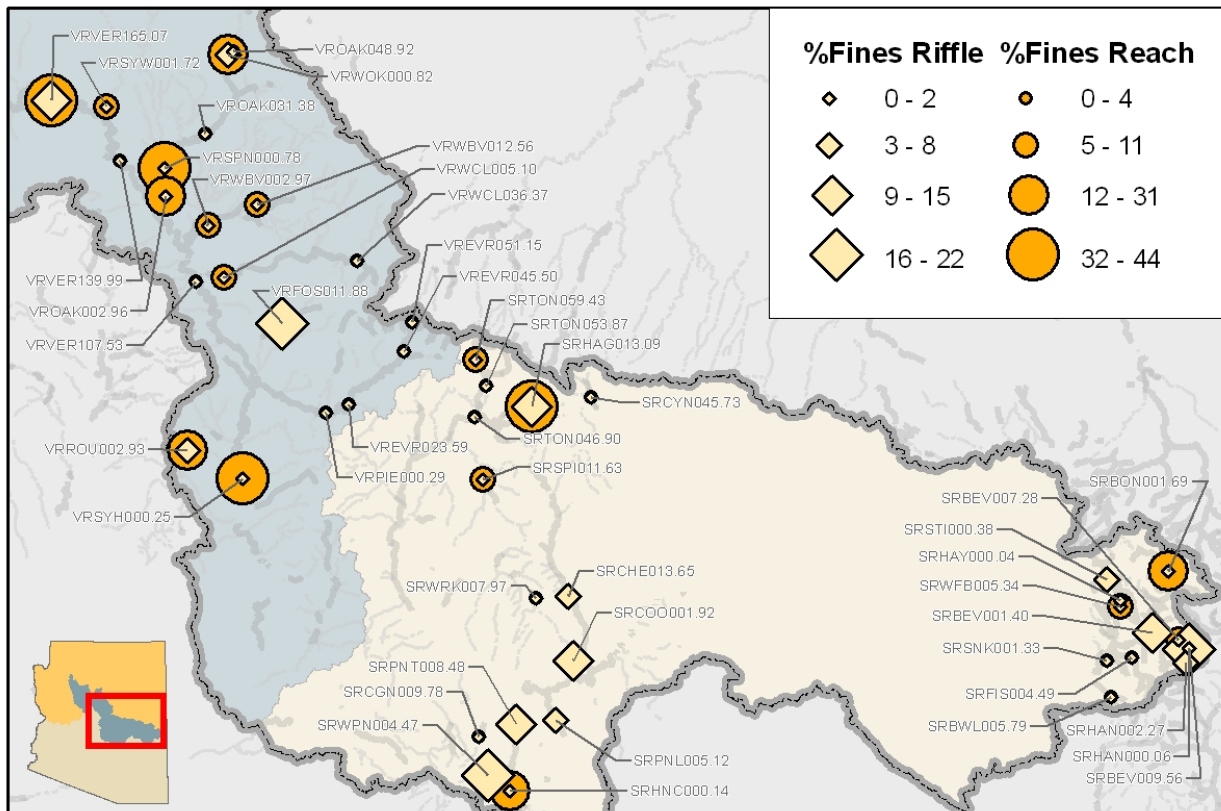 %Fines Riffle %Fines Reach
0 - 2 0 - 4
3 - 8 5 - 11
9 - 15 12 - 31
16 - 22 32 - 44
VRVER165.07
VRSYW001.72
VROAK048.92
VRWOK000.82
VROAK031.38
VRSPN000.78
VRWBV002.97
VRWBV012.56
VRWCL005.10
VRWCL036.37
VREVR051.15
VREVR045.50
VRVER139.99
VROAK002.96
VRVER107.53
VRFOS011.88
SRTON059.43
SRTON053.87
SRHAG013.09
SRCYN045.73
SRTON046.90
VREVR023.59
VRROU002.93
VRPIE000.29
SRSPI011.63
VRSYH000.25
SRBON001.69
SRBEV007.28
SRSTI000.38
SRHAY000.04
SRWFB005.34
SRBEV001.40
SRSNK001.33
SRFIS004.49
SRBWL005.79
SRHAN002.27
SRHAN000.06
SRBEV009.56
SRWRK007.97
SRCHE013.65
SRCOO001.92
SRPNT008.48
SRCGN009.78
SRWPN004.47
SRPNL005.12
SRHNC000.14